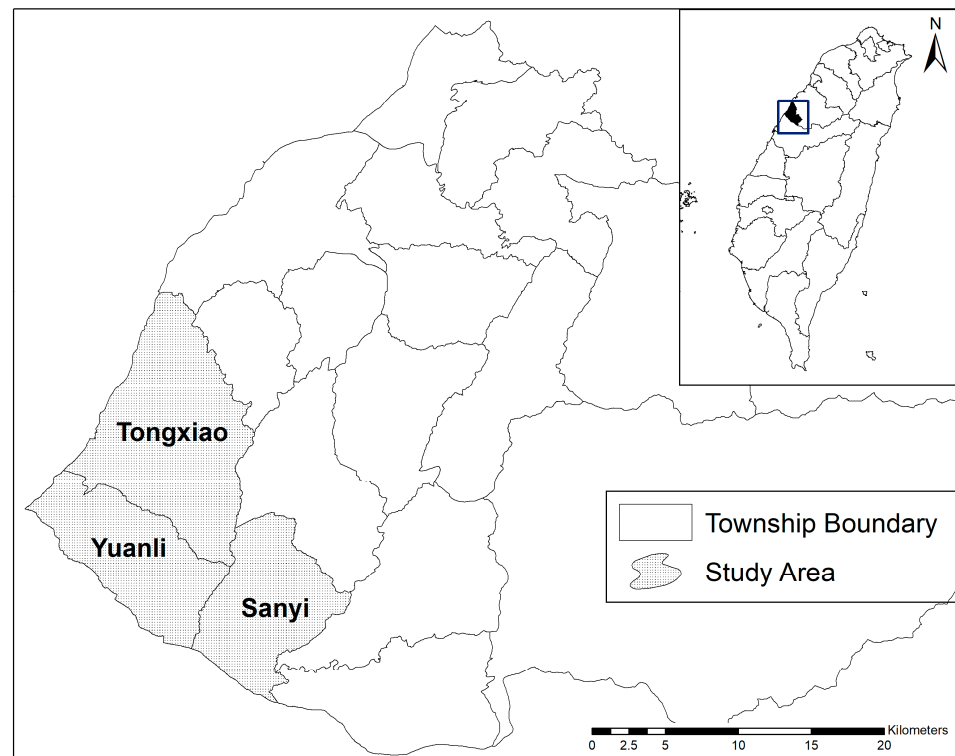 N
Tongxiao
Yuanli
Sanyi
Township Boundary
Study Area
Kilometers
0 2.5 5 10 15 20